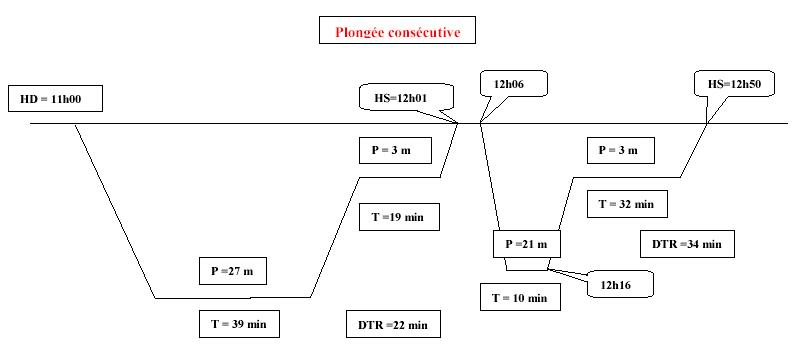 Plongée consécutive
HD = 11h00
HS=12h01
12h06
HS=12h50
P = 3 m
P = 3 m
T =19 min
T = 32 min
P =21 m
DTR =34 min
P =27 m
12h16
T = 10 min
T = 39 min
DTR =22 min